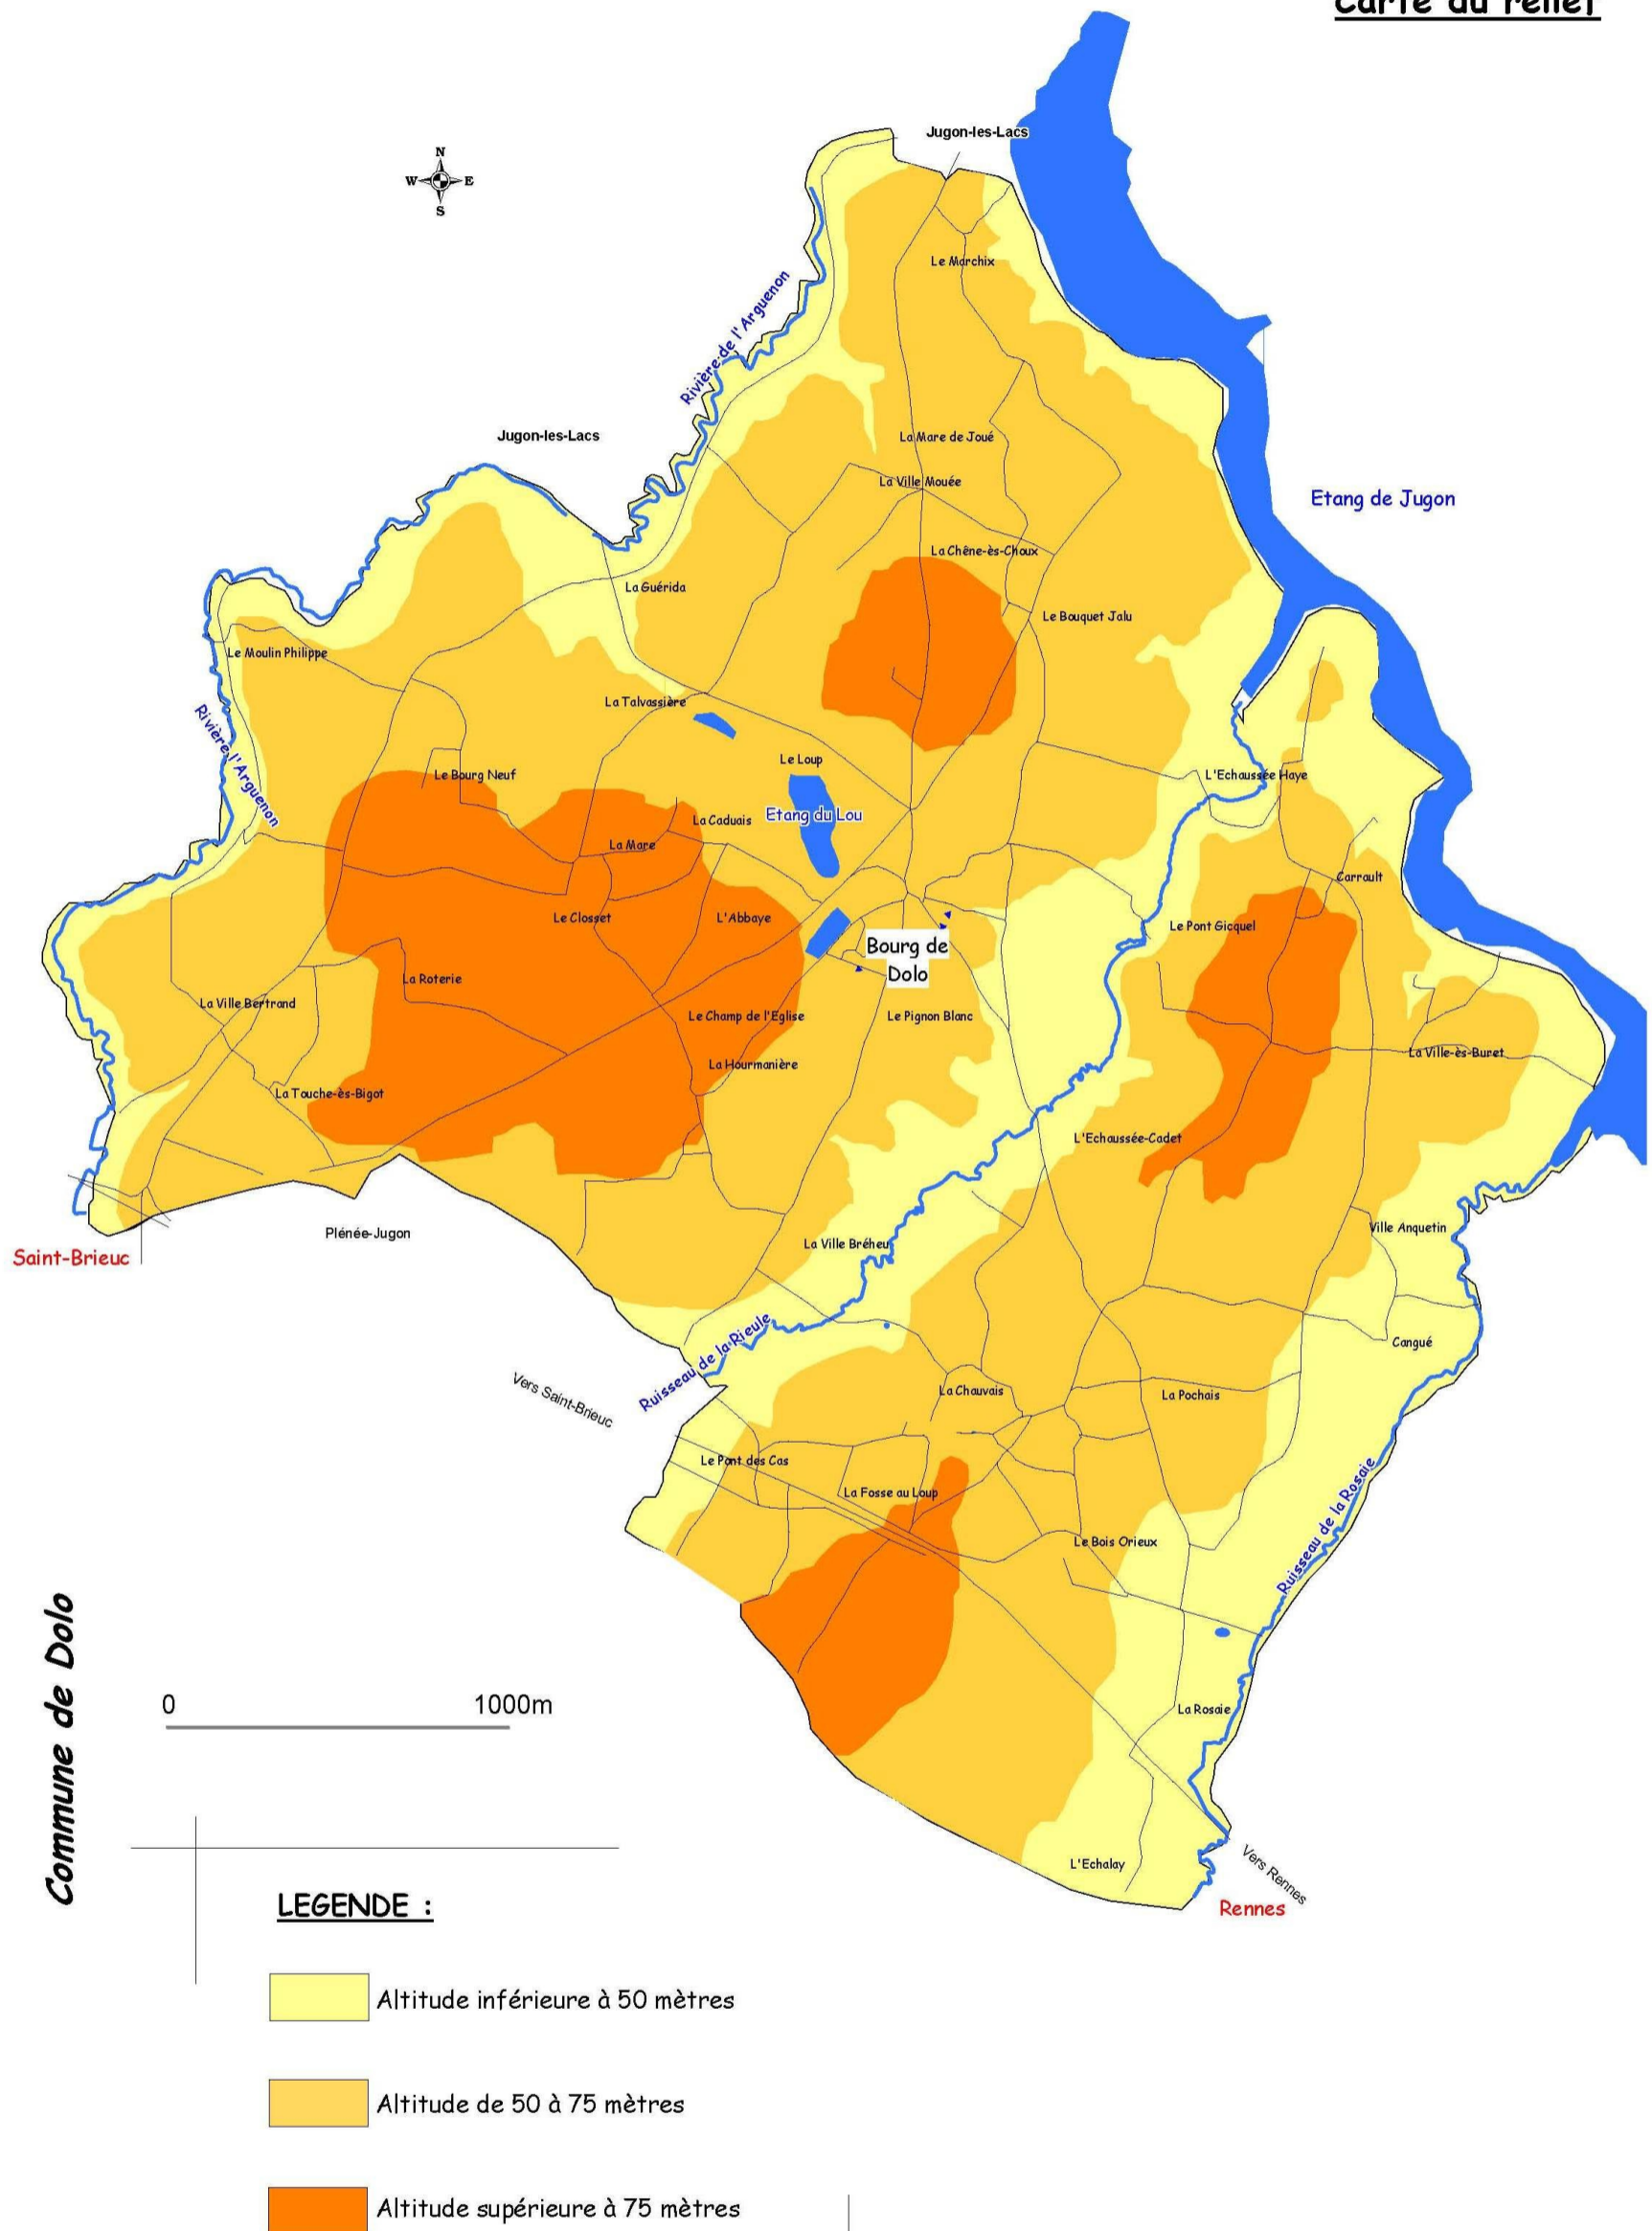 Carte du relief
Jugon-les-Lacs
N
W E
S
Le Marchix
Rivière de l'Arguenon
Jugon-les-Lacs
La Mare de Joué
La Ville Mouée
Etang de Jugon
La Chêne-ès-Choux
La Guérida
Le Bouquet Jalu
Le Moulin Philippe
La Talvassière
Rivière l'Arguenon
Le Loup
Le Bourg Neuf
L'Echaussée Haye
La Caduais
Etang du Lou
La Mare
Carrault
Le Closset
L'Abbaye
Le Pont Gicquel
Bourg de
Dolo
La Roterie
La Ville Bertrand
Le Champ de l'Eglise
Le Pignon Blanc
La Ville-ès-Buret
La Hourmanière
La Touche-ès-Bigot
L'Echaussée-Cadet
Ville Anquetin
Plénée-Jugon
La Ville Bréheu
Saint-Brieuc
Cangué
Ruisseau de la Rieule
Vers Saint-Brieuc
La Chauvais
La Pochais
Le Pont des Cas
La Fosse au Loup
Ruisseau de la Rosaie
Le Bois Orieux
Commune de Dolo
0 1000m
La Rosaie
L'Echalay
Vers Rennes
Rennes
LEGENDE :
Altitude inférieure à 50 mètres
Altitude de 50 à 75 mètres
Altitude supérieure à 75 mètres